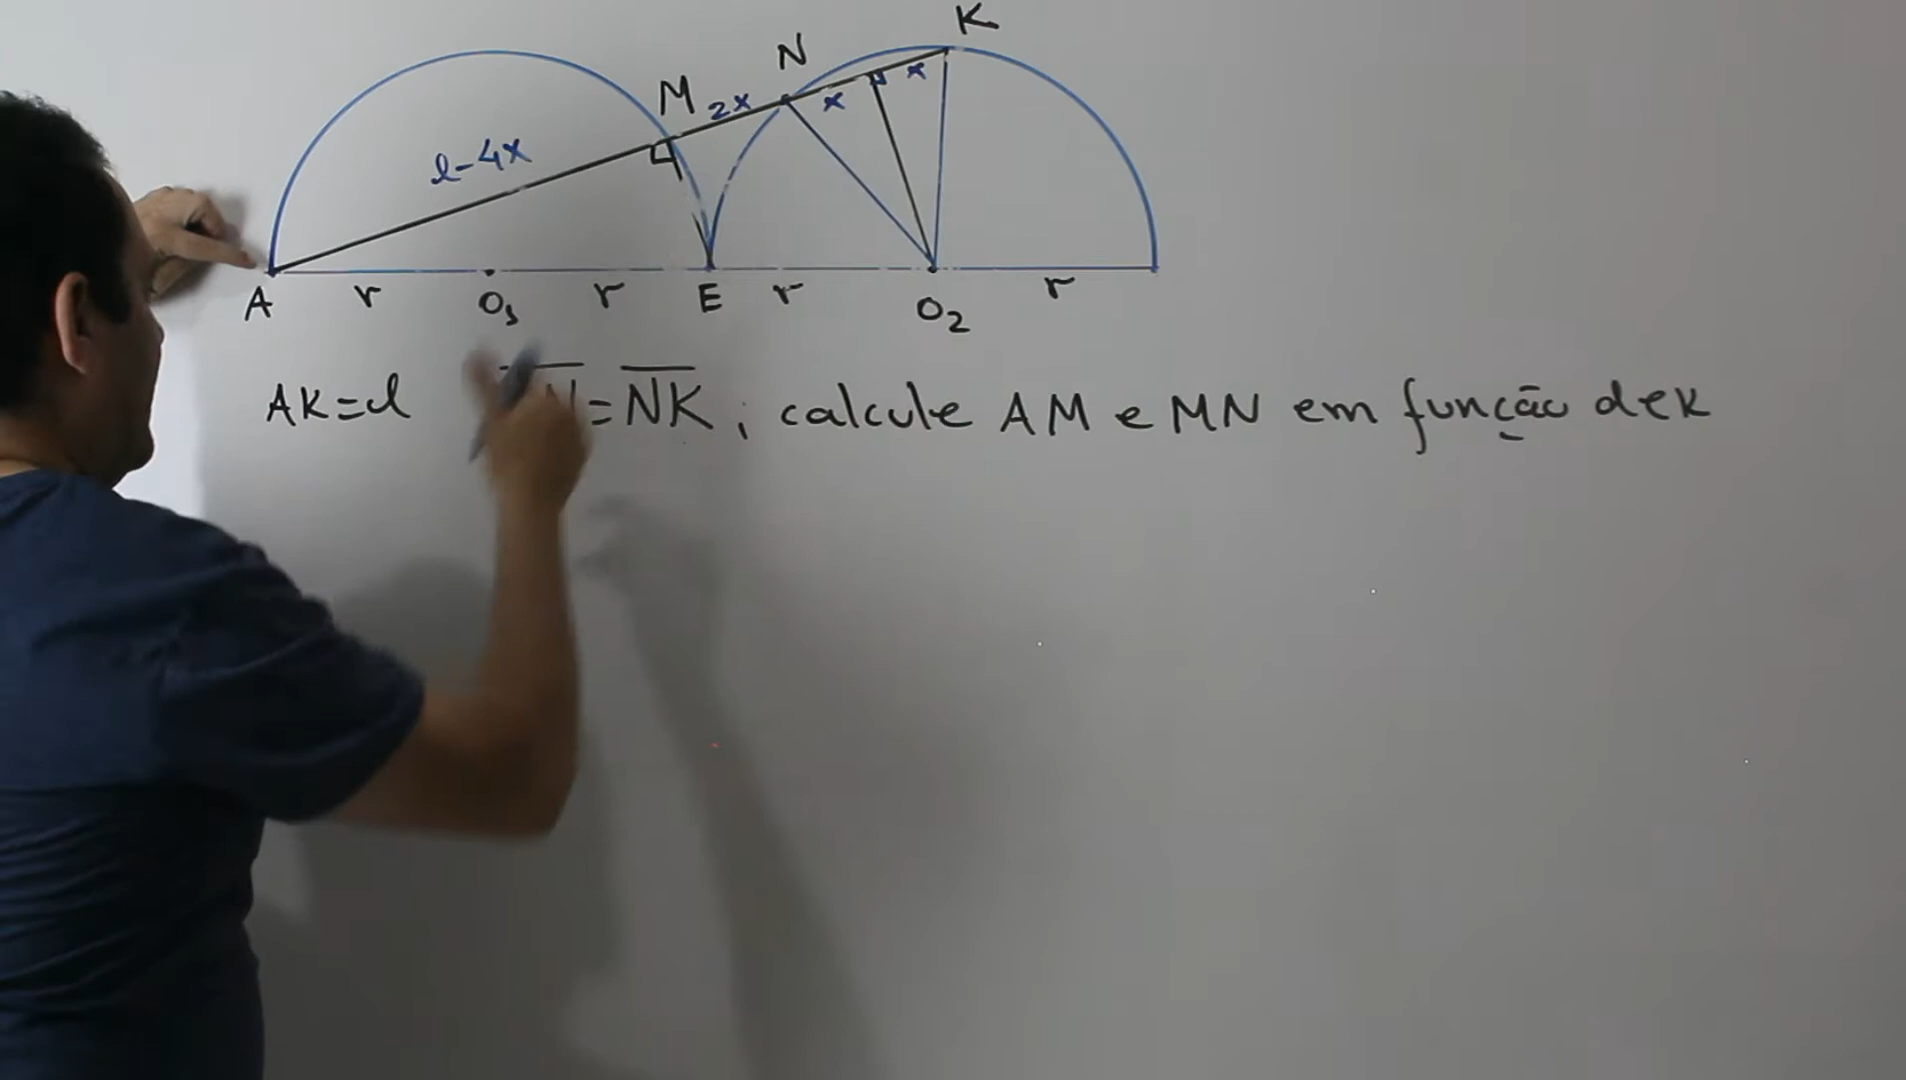 K
N
M 2x x x
l-4x
A r O₁ r E r O₂ r
AK=l N=NK; calcule AM e MN em função de k